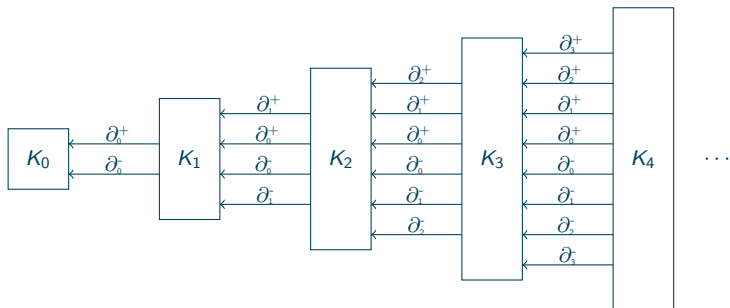 ∂₃⁺
∂₂⁺ ∂₂⁺
∂₁⁺ ∂₁⁺ ∂₁⁺
∂₀⁺ ∂₀⁺ ∂₀⁺ ∂₀⁺
K₀ K₁ K₂ K₃ K₄ ⋯
∂₀⁻ ∂₀⁻ ∂₀⁻ ∂₀⁻
∂₁⁻ ∂₁⁻ ∂₁⁻
∂₂⁻ ∂₂⁻
∂₃⁻